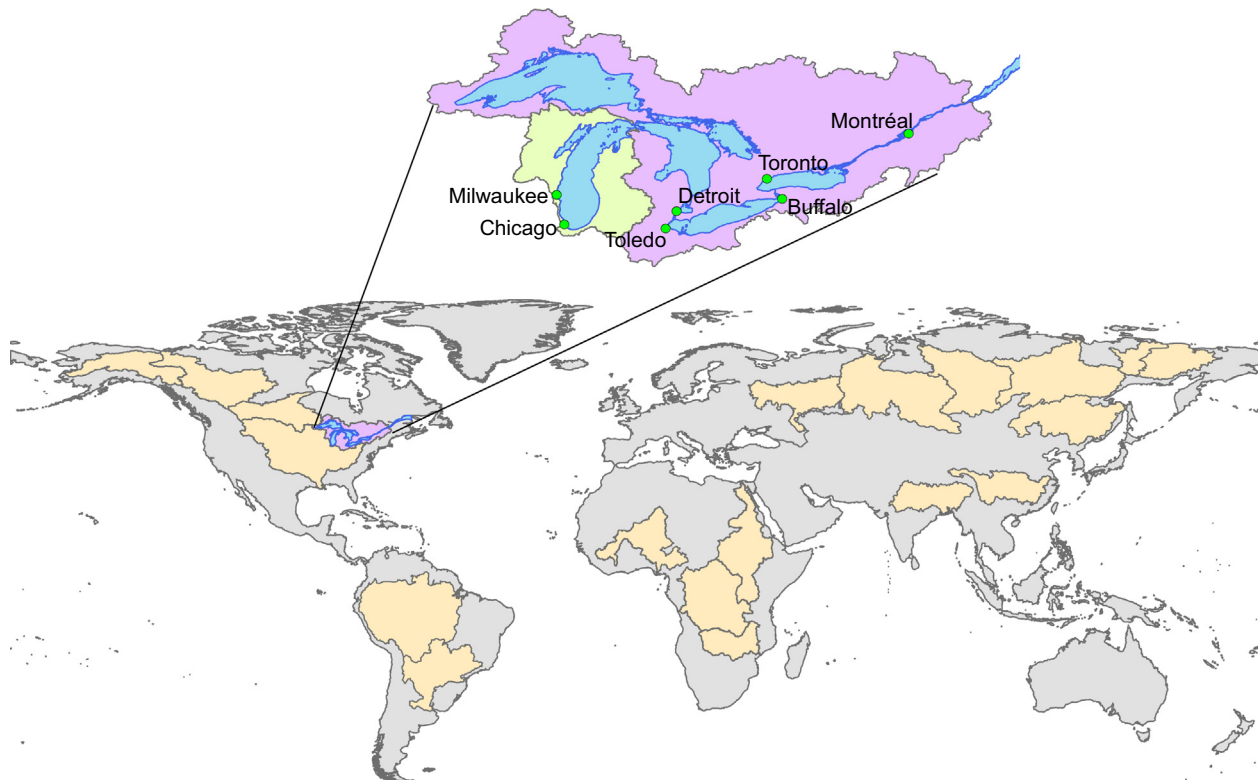 Montréal
Toronto
Milwaukee
Detroit
Buffalo
Chicago
Toledo